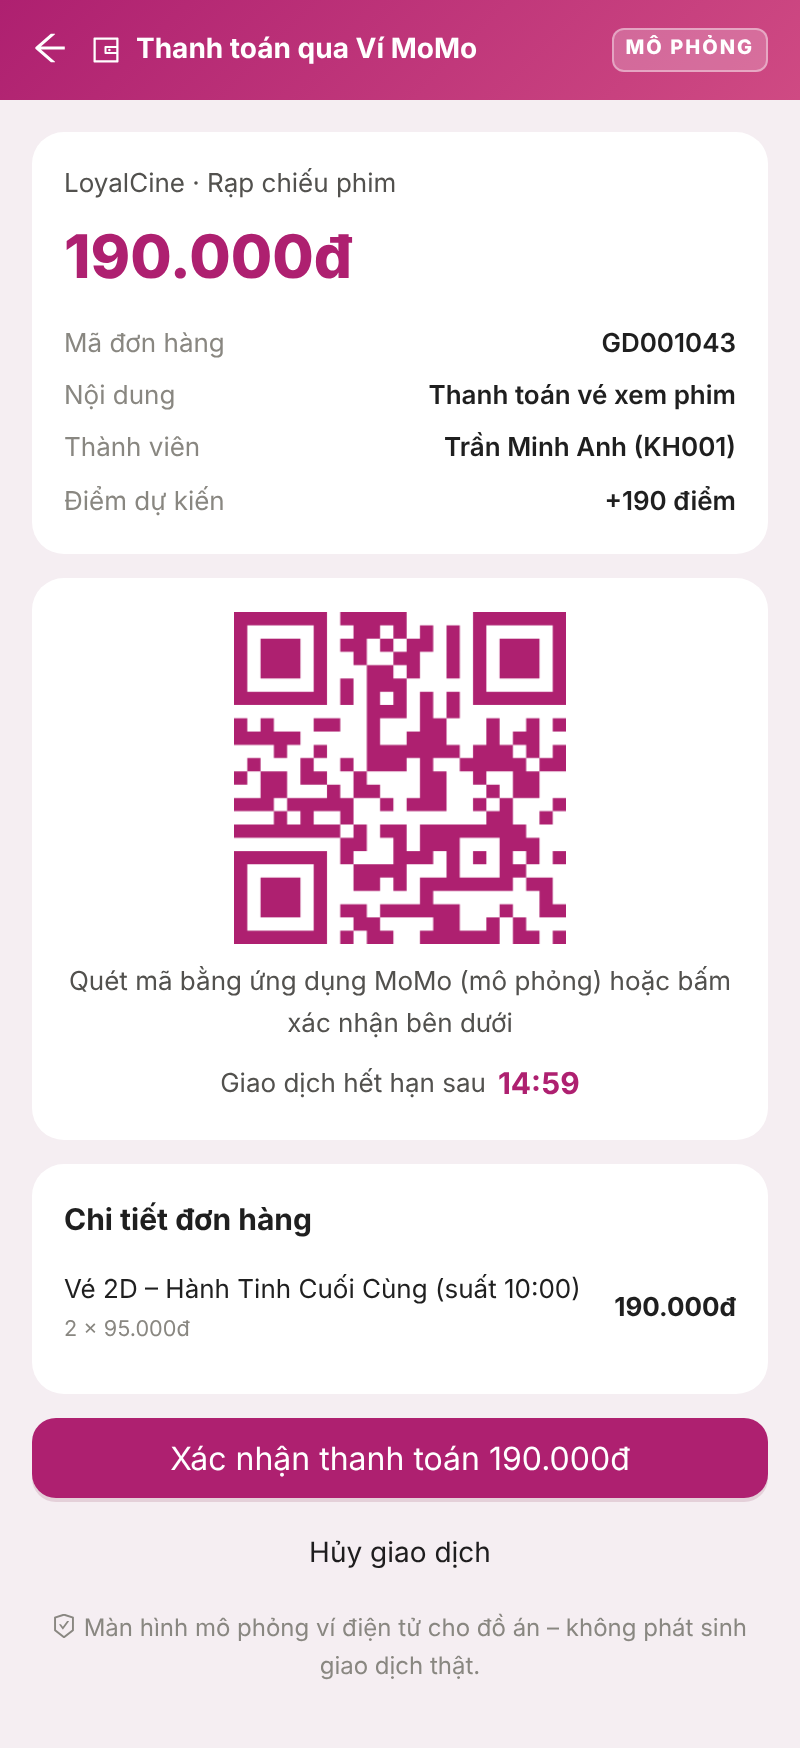 Thanh toán qua Ví MoMo
MÔ PHỎNG
LoyalCine · Rạp chiếu phim
190.000đ
Mã đơn hàng GD001043
Nội dung Thanh toán vé xem phim
Thành viên Trần Minh Anh (KH001)
Điểm dự kiến +190 điểm
Quét mã bằng ứng dụng MoMo (mô phỏng) hoặc bấm
xác nhận bên dưới
Giao dịch hết hạn sau 14:59
Chi tiết đơn hàng
Vé 2D – Hành Tinh Cuối Cùng (suất 10:00)
190.000đ
2 × 95.000đ
Xác nhận thanh toán 190.000đ
Hủy giao dịch
Màn hình mô phỏng ví điện tử cho đồ án – không phát sinh
giao dịch thật.